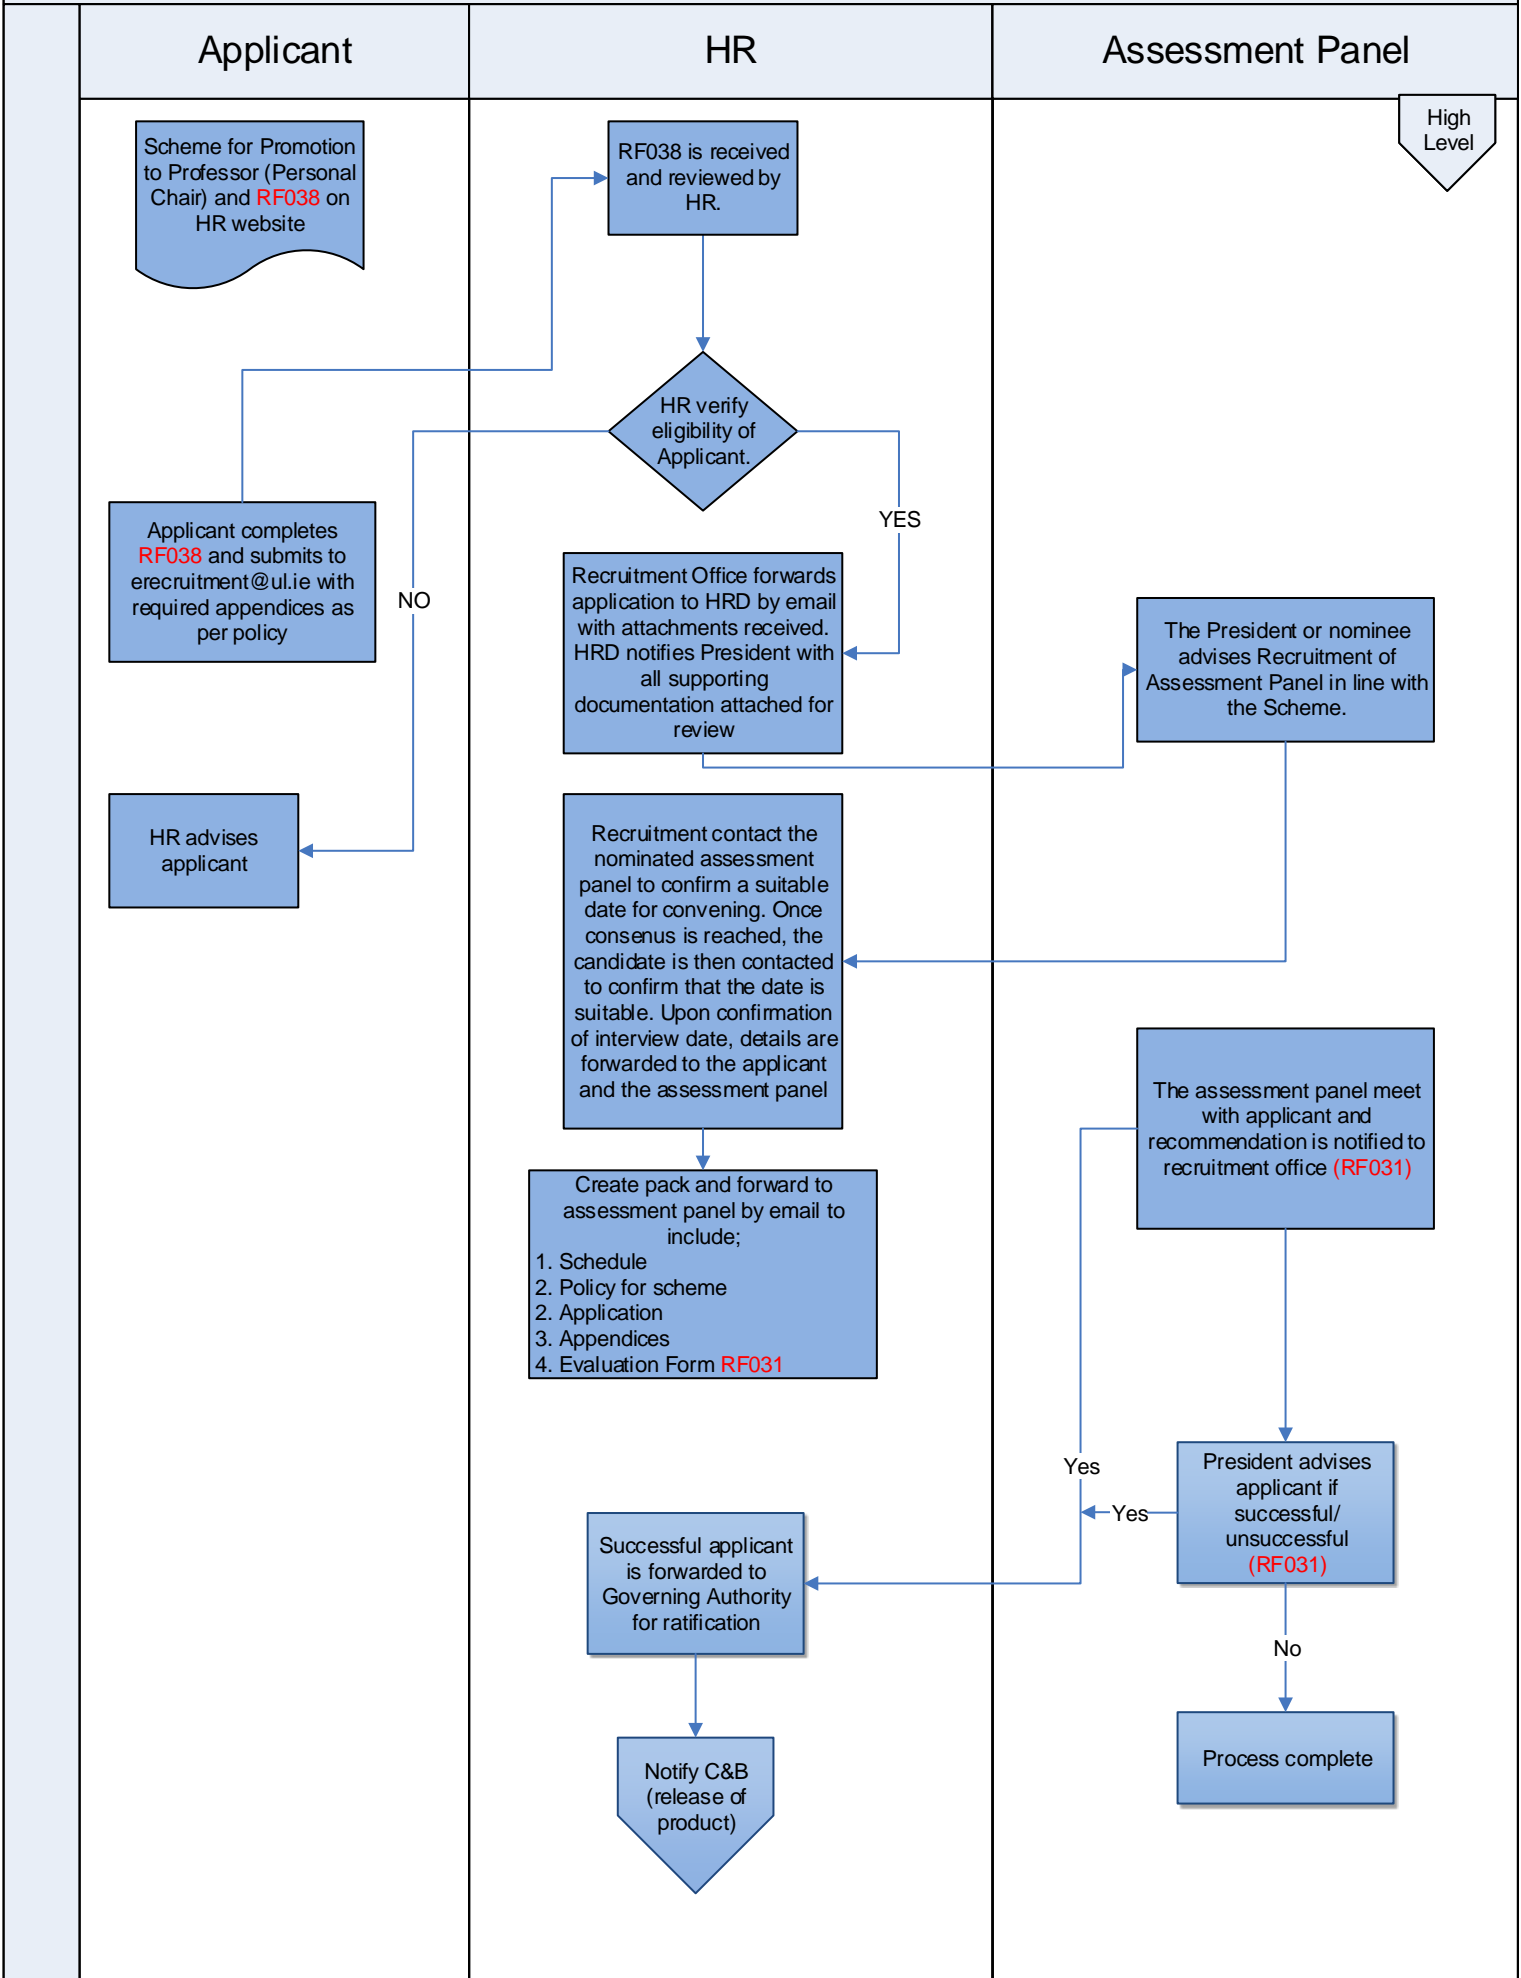 Applicant
HR
Assessment Panel
High
Level
Scheme for Promotion
to Professor (Personal
Chair) and RF038 on
HR website
RF038 is received
and reviewed by
HR.
HR verify
eligibility of
Applicant.
YES
NO
Applicant completes
RF038 and submits to
erecruitment@ul.ie with
required appendices as
per policy
Recruitment Office forwards
application to HRD by email
with attachments received.
HRD notifies President with
all supporting
documentation attached for
review
The President or nominee
advises Recruitment of
Assessment Panel in line with
the Scheme.
HR advises
applicant
Recruitment contact the
nominated assessment
panel to confirm a suitable
date for convening. Once
consenus is reached, the
candidate is then contacted
to confirm that the date is
suitable. Upon confirmation
of interview date, details are
forwarded to the applicant
and the assessment panel
The assessment panel meet
with applicant and
recommendation is notified to
recruitment office (RF031)
Create pack and forward to
assessment panel by email to
include;
1. Schedule
2. Policy for scheme
2. Application
3. Appendices
4. Evaluation Form RF031
Yes
President advises
applicant if
successful/
unsuccessful
(RF031)
Yes
Successful applicant
is forwarded to
Governing Authority
for ratification
No
Process complete
Notify C&B
(release of
product)